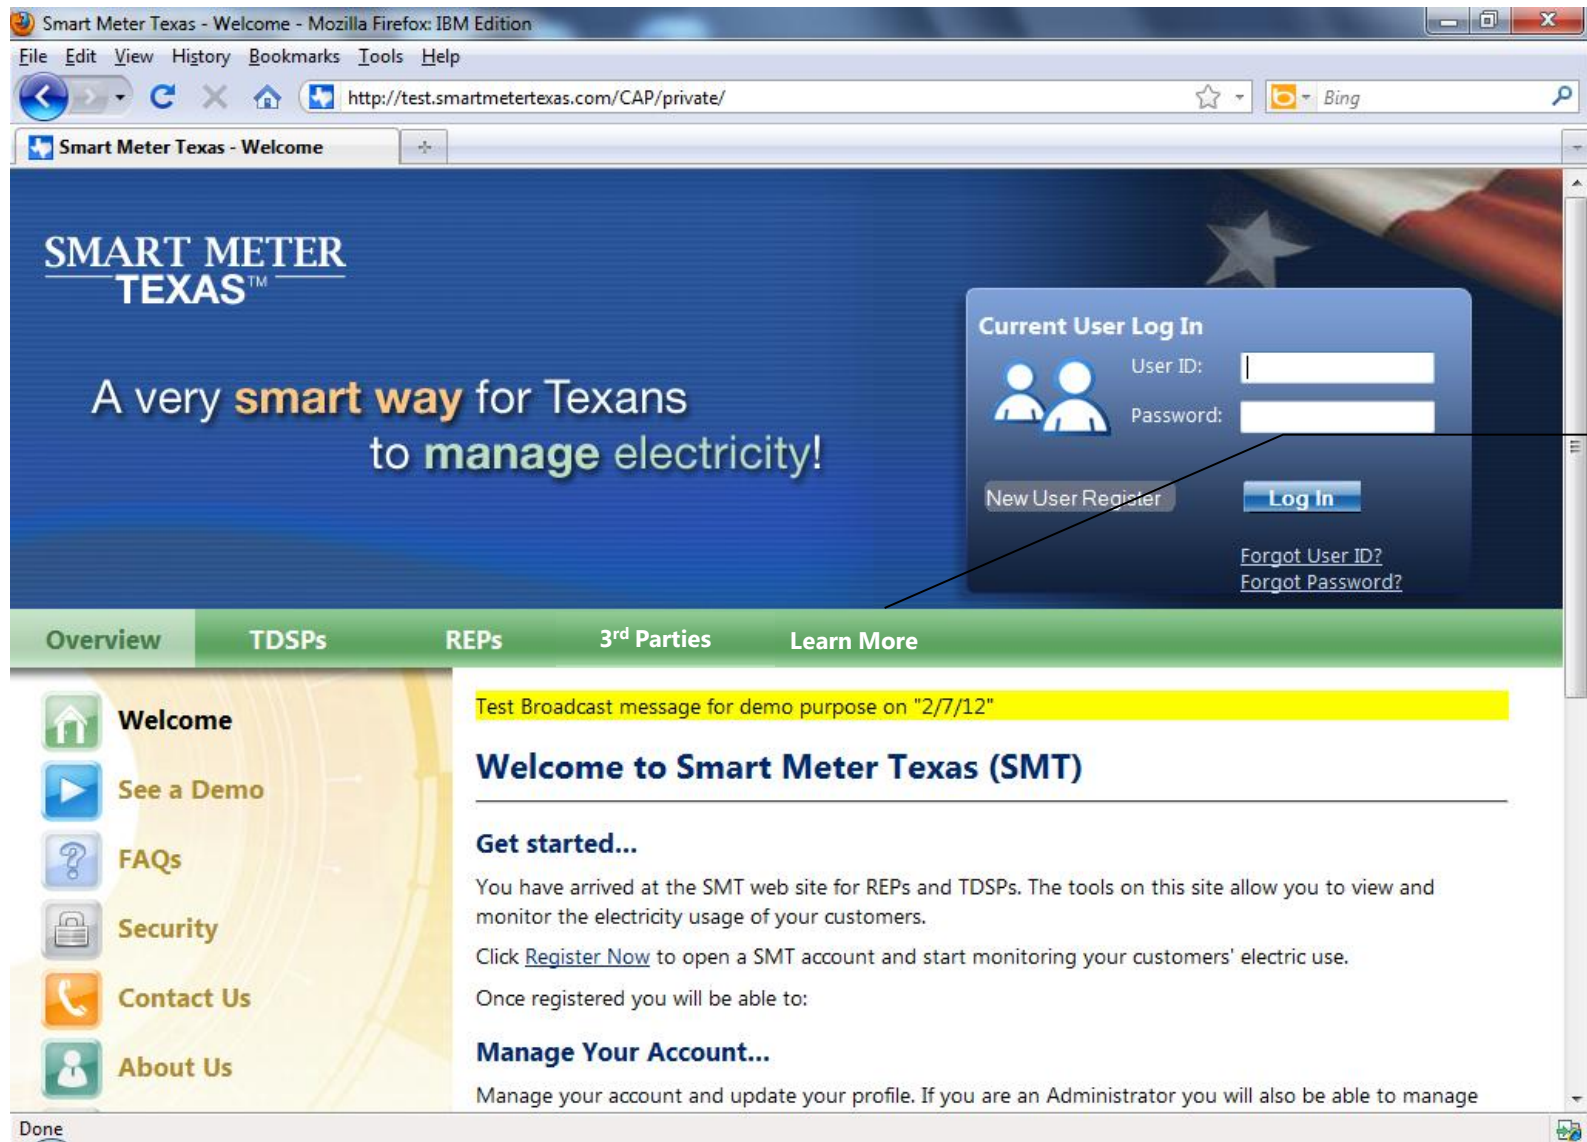 Smart Meter Texas - Welcome - Mozilla Firefox: IBM Edition
File Edit View History Bookmarks Tools Help
http://test.smartmetertexas.com/CAP/private/
Bing
Smart Meter Texas - Welcome
SMART METER
TEXAS™
A very smart way for Texans
to manage electricity!
Current User Log In
User ID:
Password:
New User Register
Log In
Forgot User ID?
Forgot Password?
Overview TDSPs REPs 3rd Parties Learn More
Welcome
See a Demo
FAQs
Security
Contact Us
About Us
Test Broadcast message for demo purpose on "2/7/12"
Welcome to Smart Meter Texas (SMT)
Get started...
You have arrived at the SMT web site for REPs and TDSPs. The tools on this site allow you to view and
monitor the electricity usage of your customers.
Click Register Now to open a SMT account and start monitoring your customers' electric use.
Once registered you will be able to:
Manage Your Account...
Manage your account and update your profile. If you are an Administrator you will also be able to manage
Done